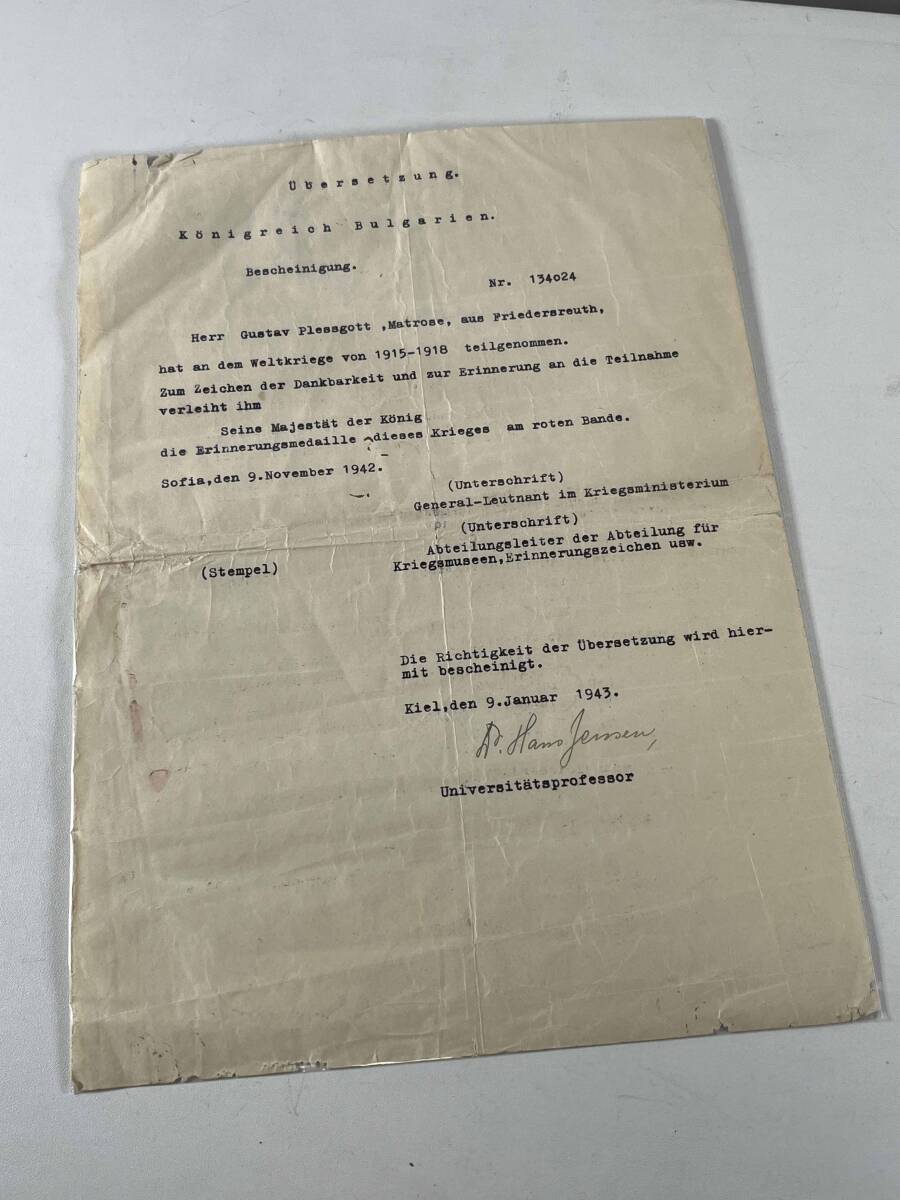 Übersetzung.
Königreich Bulgarien.
Bescheinigung.
Nr. 134o24
Herr Gustav Plessgott ,Matrose, aus Friedersreuth,
hat an dem Weltkriege von 1915-1918 teilgenommen.
Zum Zeichen der Dankbarkeit und zur Erinnerung an die Teilnahme
verleiht ihm
Seine Majestät der König
die Erinnerungsmedaille dieses Krieges am roten Bande.
Sofia,den 9.November 1942.
(Unterschrift)
General-Leutnant im Kriegsministerium
(Unterschrift)
Abteilungsleiter der Abteilung für
Kriegsmuseen,Erinnerungszeichen usw.
(Stempel)
Die Richtigkeit der Übersetzung wird hier-
mit bescheinigt.
Kiel,den 9.Januar 1943.
Dr. Hans Jensen,
Universitätsprofessor